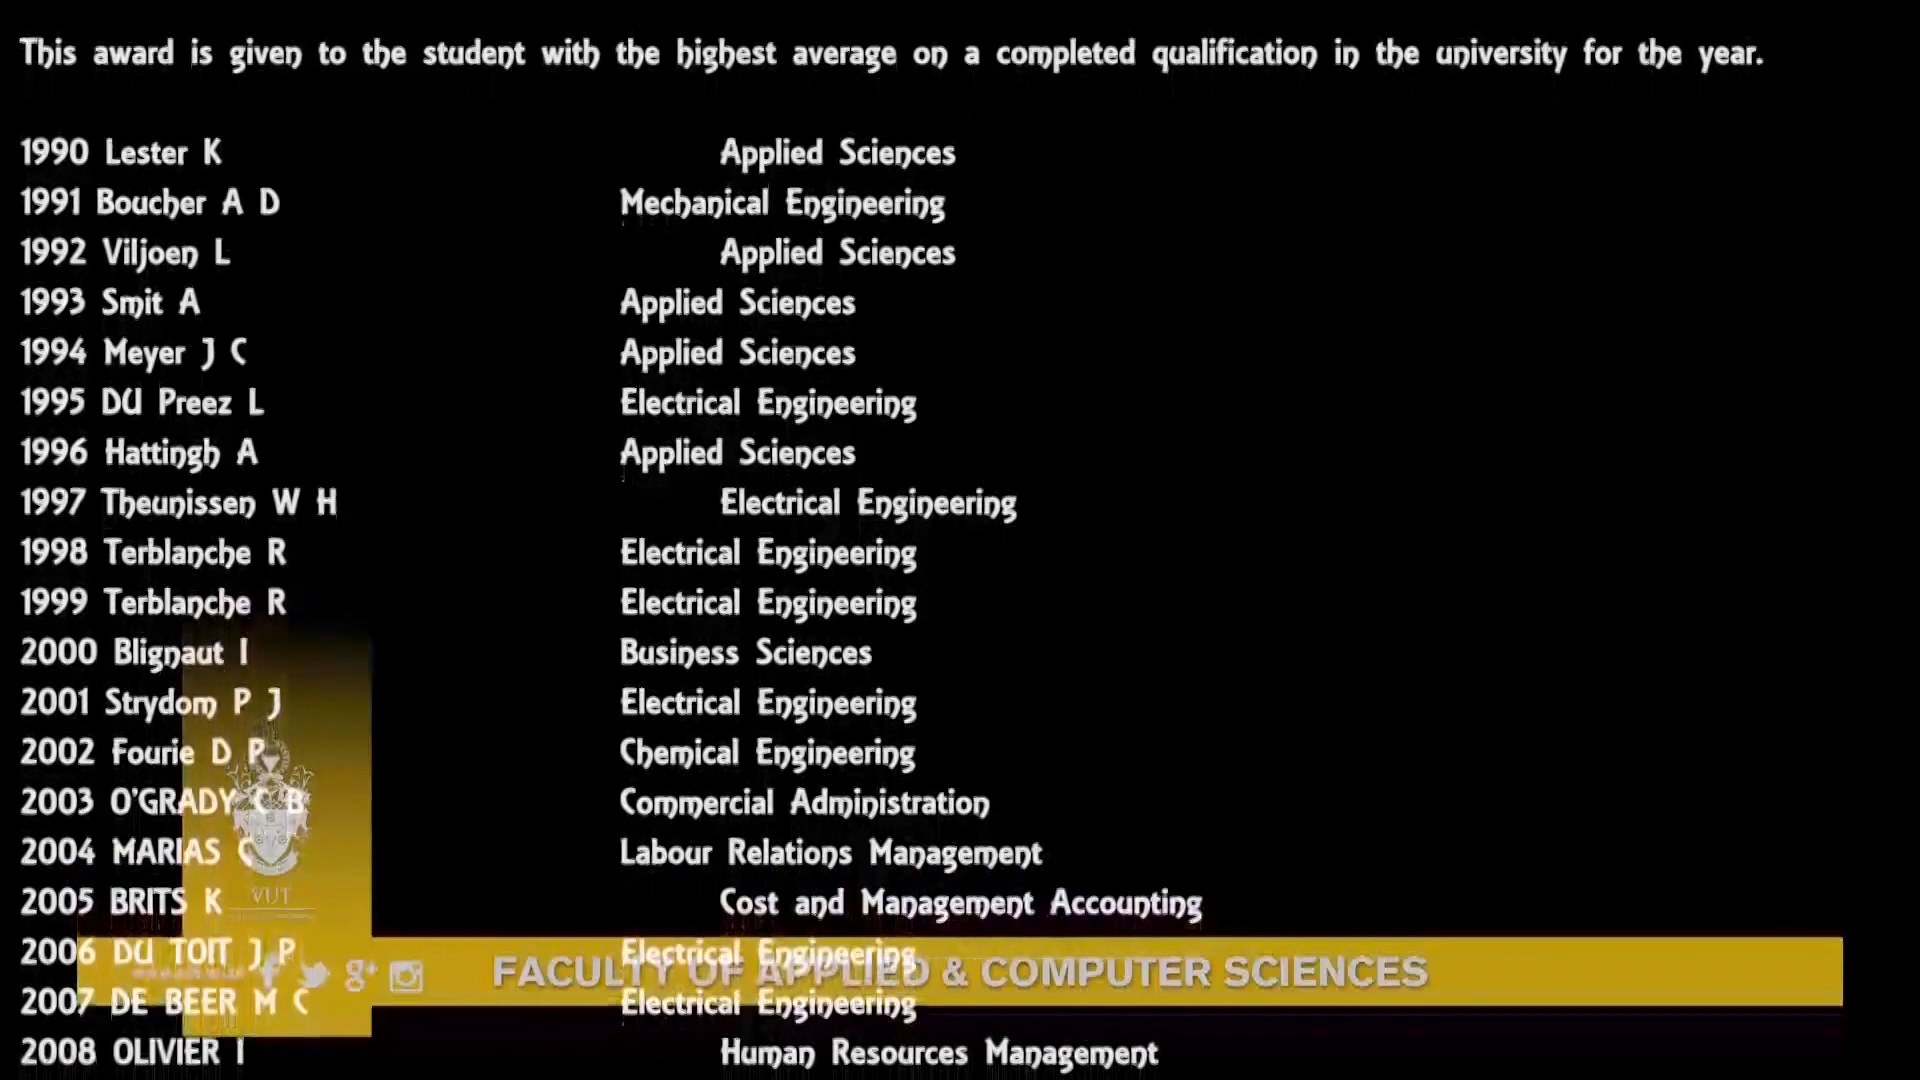 This award is given to the student with the highest average on a completed qualification in the university for the year.
1990 Lester K Applied Sciences
1991 Boucher A D Mechanical Engineering
1992 Viljoen L Applied Sciences
1993 Smit A Applied Sciences
1994 Meyer J C Applied Sciences
1995 DU Preez L Electrical Engineering
1996 Hattingh A Applied Sciences
1997 Theunissen W H Electrical Engineering
1998 Terblanche R Electrical Engineering
1999 Terblanche R Electrical Engineering
2000 Blignaut I Business Sciences
2001 Strydom P J Electrical Engineering
2002 Fourie D P Chemical Engineering
2003 O'GRADY C B Commercial Administration
2004 MARIAS C Labour Relations Management
VUT
2005 BRITS K Cost and Management Accounting
2006 DU TOIT J P Electrical Engineering
FACULTY OF APPLIED & COMPUTER SCIENCES
2007 DE BEER M C Electrical Engineering
2008 OLIVIER I Human Resources Management